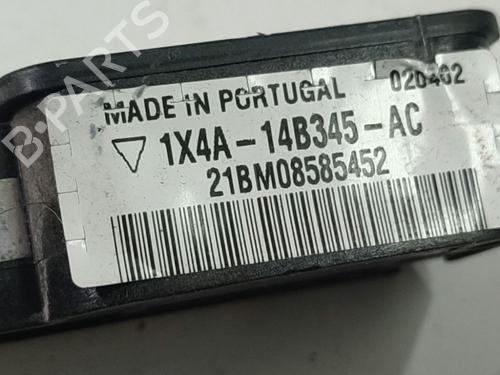 MADE IN PORTUGAL 020402
1X4A-14B345-AC
21BM08585452
B-PARTS